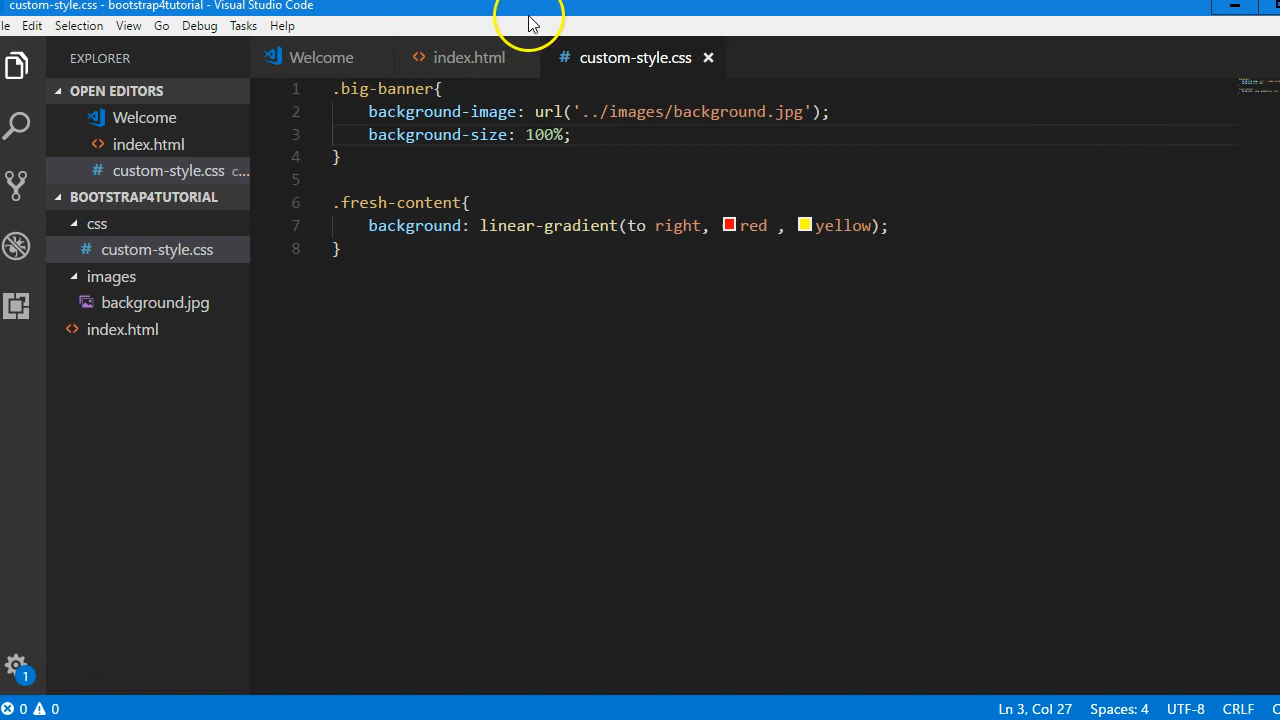 custom-style.css - bootstrap4tutorial - Visual Studio Code
le Edit Selection View Go Debug Tasks Help
EXPLORER
OPEN EDITORS
Welcome
index.html
custom-style.css c...
BOOTSTRAP4TUTORIAL
css
custom-style.css
images
background.jpg
index.html
1
Welcome index.html custom-style.css
1 .big-banner{
2 background-image: url('../images/background.jpg');
3 background-size: 100%;
4 }
5
6 .fresh-content{
7 background: linear-gradient(to right, red , yellow);
8 }
0 0 Ln 3, Col 27 Spaces: 4 UTF-8 CRLF